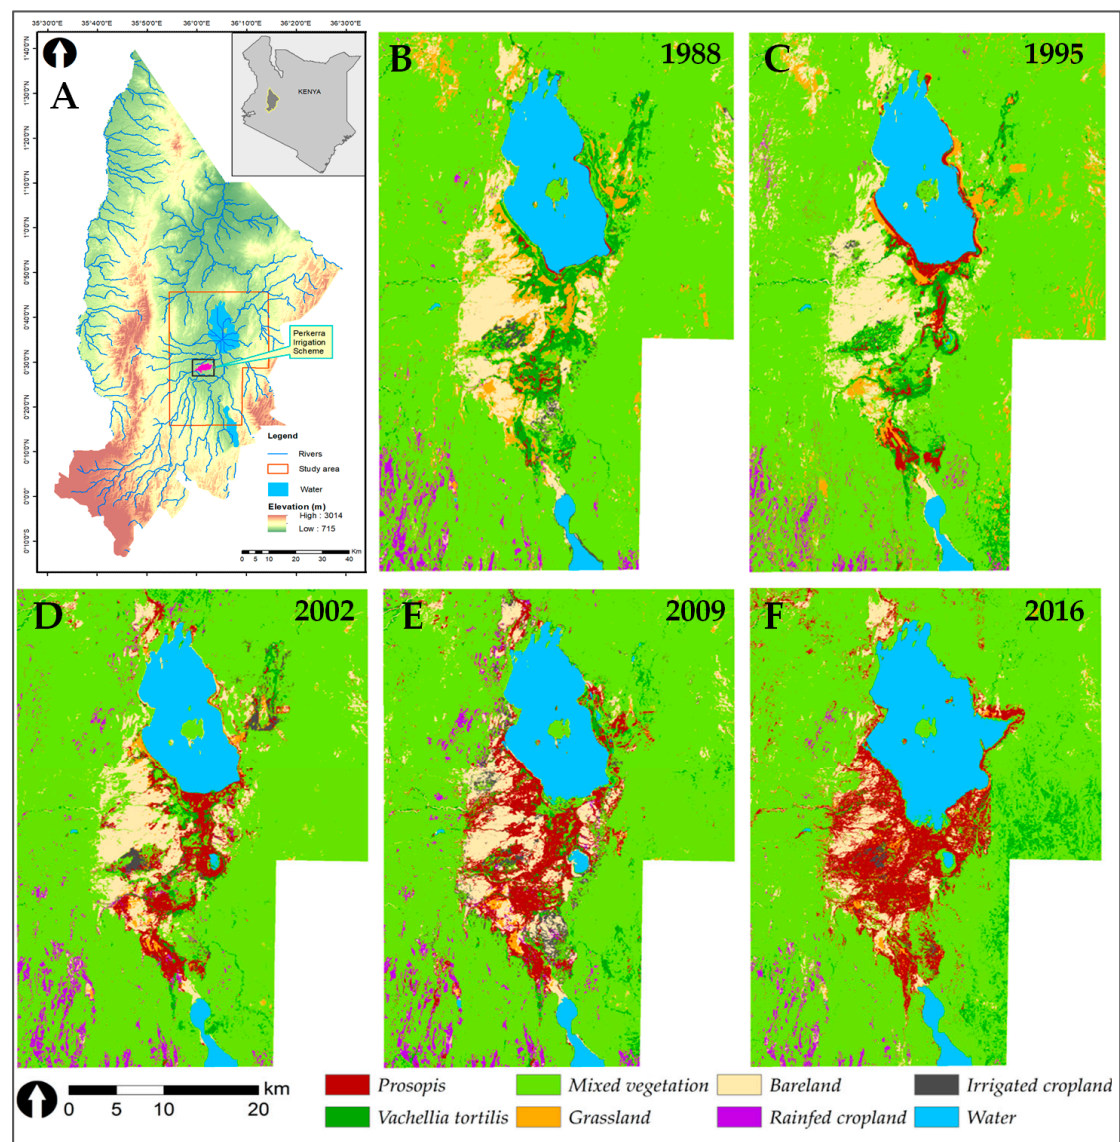 35°30'0"E 35°40'0"E 35°50'0"E 36°0'0"E 36°10'0"E 36°20'0"E 36°30'0"E
1°40'0"N
1°30'0"N
1°20'0"N
1°10'0"N
1°0'0"N
0°50'0"N
0°40'0"N
0°30'0"N
0°20'0"N
0°10'0"N
0°0'0"
0°10'0"S
A
KENYA
Perkerra
Irrigation
Scheme
Legend
Rivers
Study area
Water
Elevation (m)
High : 3014
Low : 715
Km
0 5 10 20 30 40
B 1988
C 1995
D 2002
E 2009
F 2016
km
0 5 10 20
Prosopis Mixed vegetation Bareland Irrigated cropland
Vachellia tortilis Grassland Rainfed cropland Water